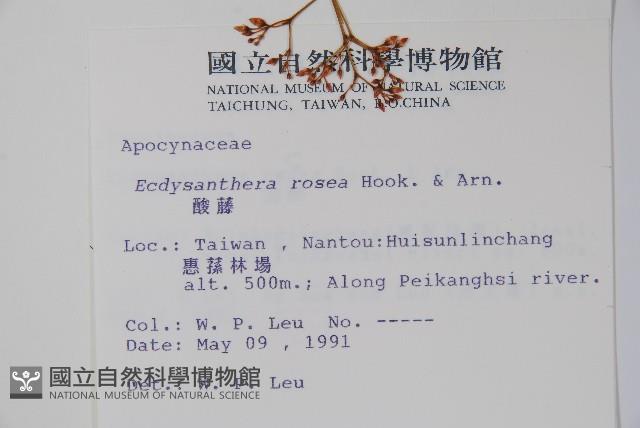 國立自然科學博物館
NATIONAL MUSEUM OF NATURAL SCIENCE
TAICHUNG, TAIWAN, R.O.CHINA
Apocynaceae
Ecdysanthera rosea Hook. & Arn.
酸藤
Loc.: Taiwan , Nantou:Huisunlinchang
惠蓀林場
alt. 500m.; Along Peikanghsi river.
Col.: W. P. Leu No. -----
Date: May 09 , 1991
Det.: W. P. Leu
國立自然科學博物館
NATIONAL MUSEUM OF NATURAL SCIENCE